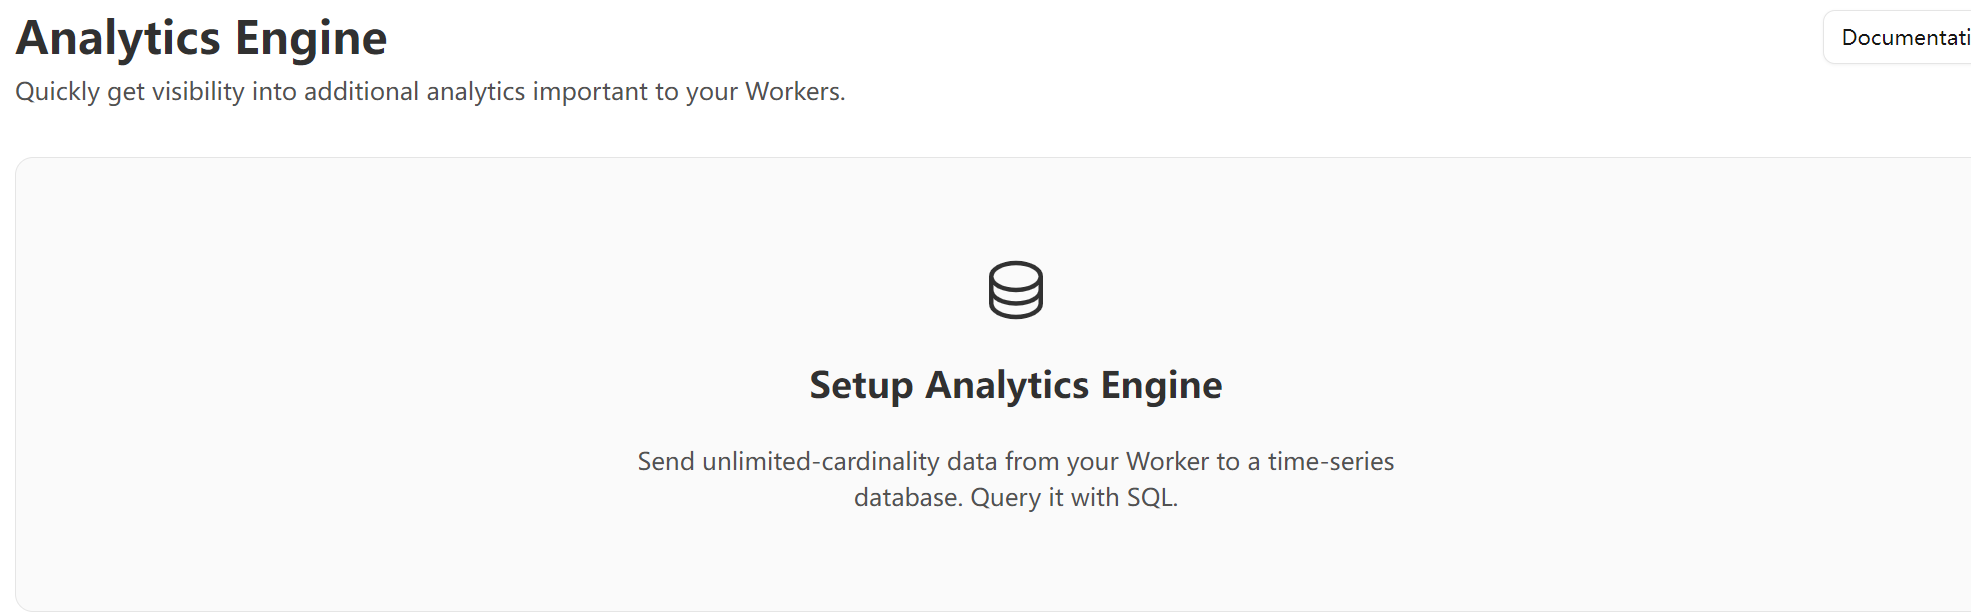 Analytics Engine
Documentati
Quickly get visibility into additional analytics important to your Workers.
Setup Analytics Engine
Send unlimited-cardinality data from your Worker to a time-series
database. Query it with SQL.